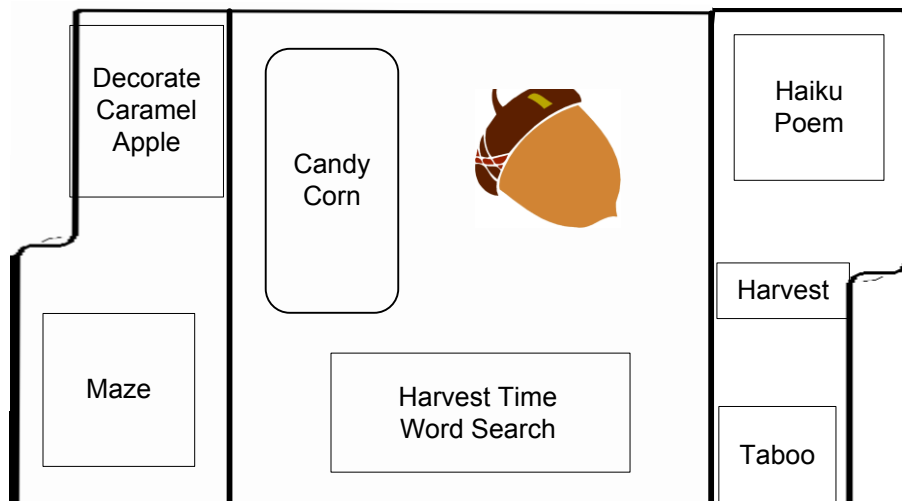 Decorate
Caramel
Apple
Maze
Candy
Corn
Harvest Time
Word Search
Haiku
Poem
Harvest
Taboo